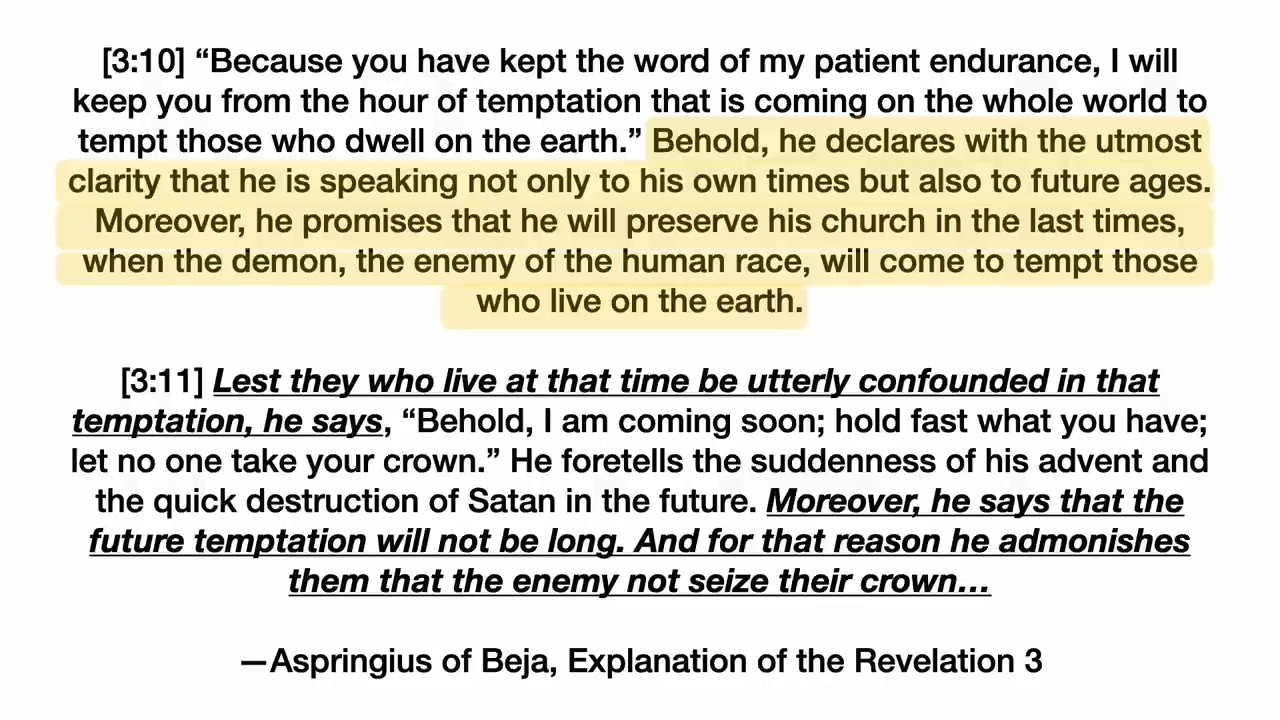 [3:10] “Because you have kept the word of my patient endurance, I will
keep you from the hour of temptation that is coming on the whole world to
tempt those who dwell on the earth.” Behold, he declares with the utmost
clarity that he is speaking not only to his own times but also to future ages.
Moreover, he promises that he will preserve his church in the last times,
when the demon, the enemy of the human race, will come to tempt those
who live on the earth.
[3:11] Lest they who live at that time be utterly confounded in that
temptation, he says, “Behold, I am coming soon; hold fast what you have;
let no one take your crown.” He foretells the suddenness of his advent and
the quick destruction of Satan in the future. Moreover, he says that the
future temptation will not be long. And for that reason he admonishes
them that the enemy not seize their crown…
—Aspringius of Beja, Explanation of the Revelation 3